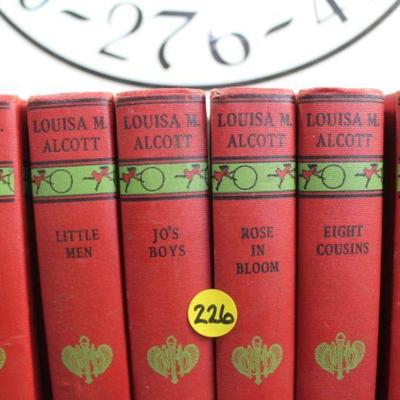 -276-4
LOUISA M.
ALCOTT
LITTLE
MEN
LOUISA M.
ALCOTT
JO'S
BOYS
LOUISA M.
ALCOTT
ROSE
IN
BLOOM
LOUISA M.
ALCOTT
EIGHT
COUSINS
226